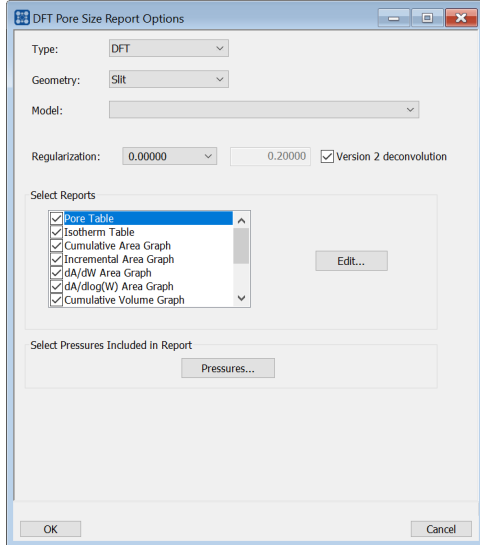 DFT Pore Size Report Options
Type: DFT
Geometry: Slit
Model:
Regularization: 0.00000 0.20000 Version 2 deconvolution
Select Reports
Pore Table
Isotherm Table
Cumulative Area Graph
Incremental Area Graph
dA/dW Area Graph
dA/dlog(W) Area Graph
Cumulative Volume Graph
Edit...
Select Pressures Included in Report
Pressures...
OK Cancel